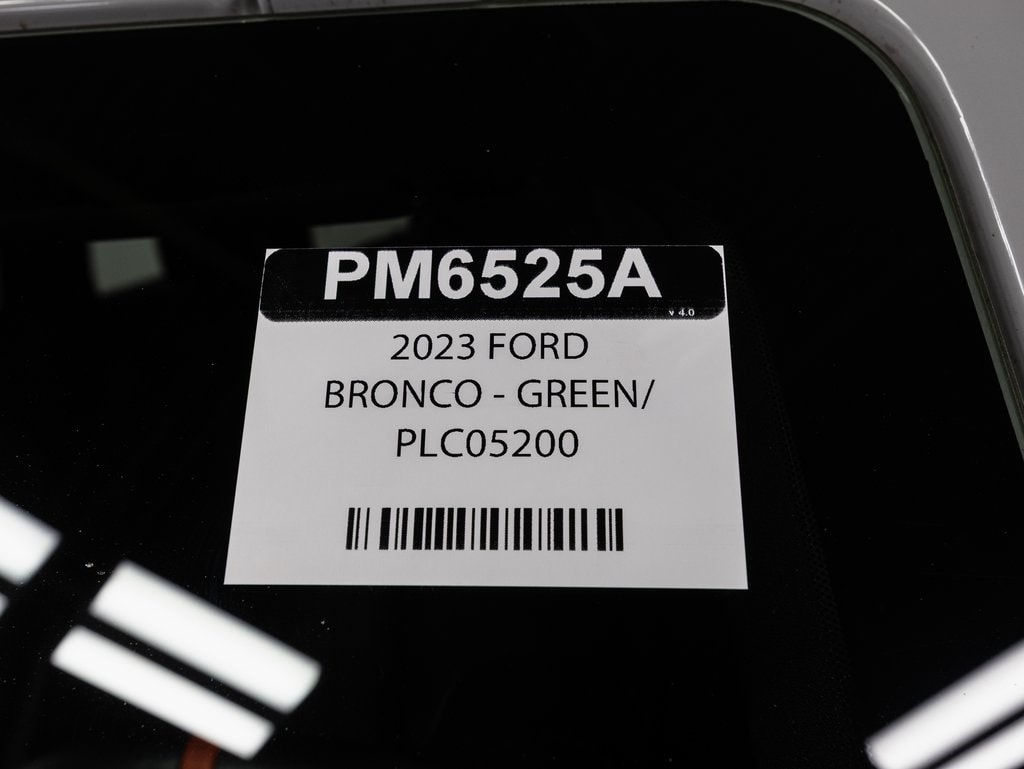 PM6525A
v 4.0
2023 FORD
BRONCO - GREEN/
PLC05200